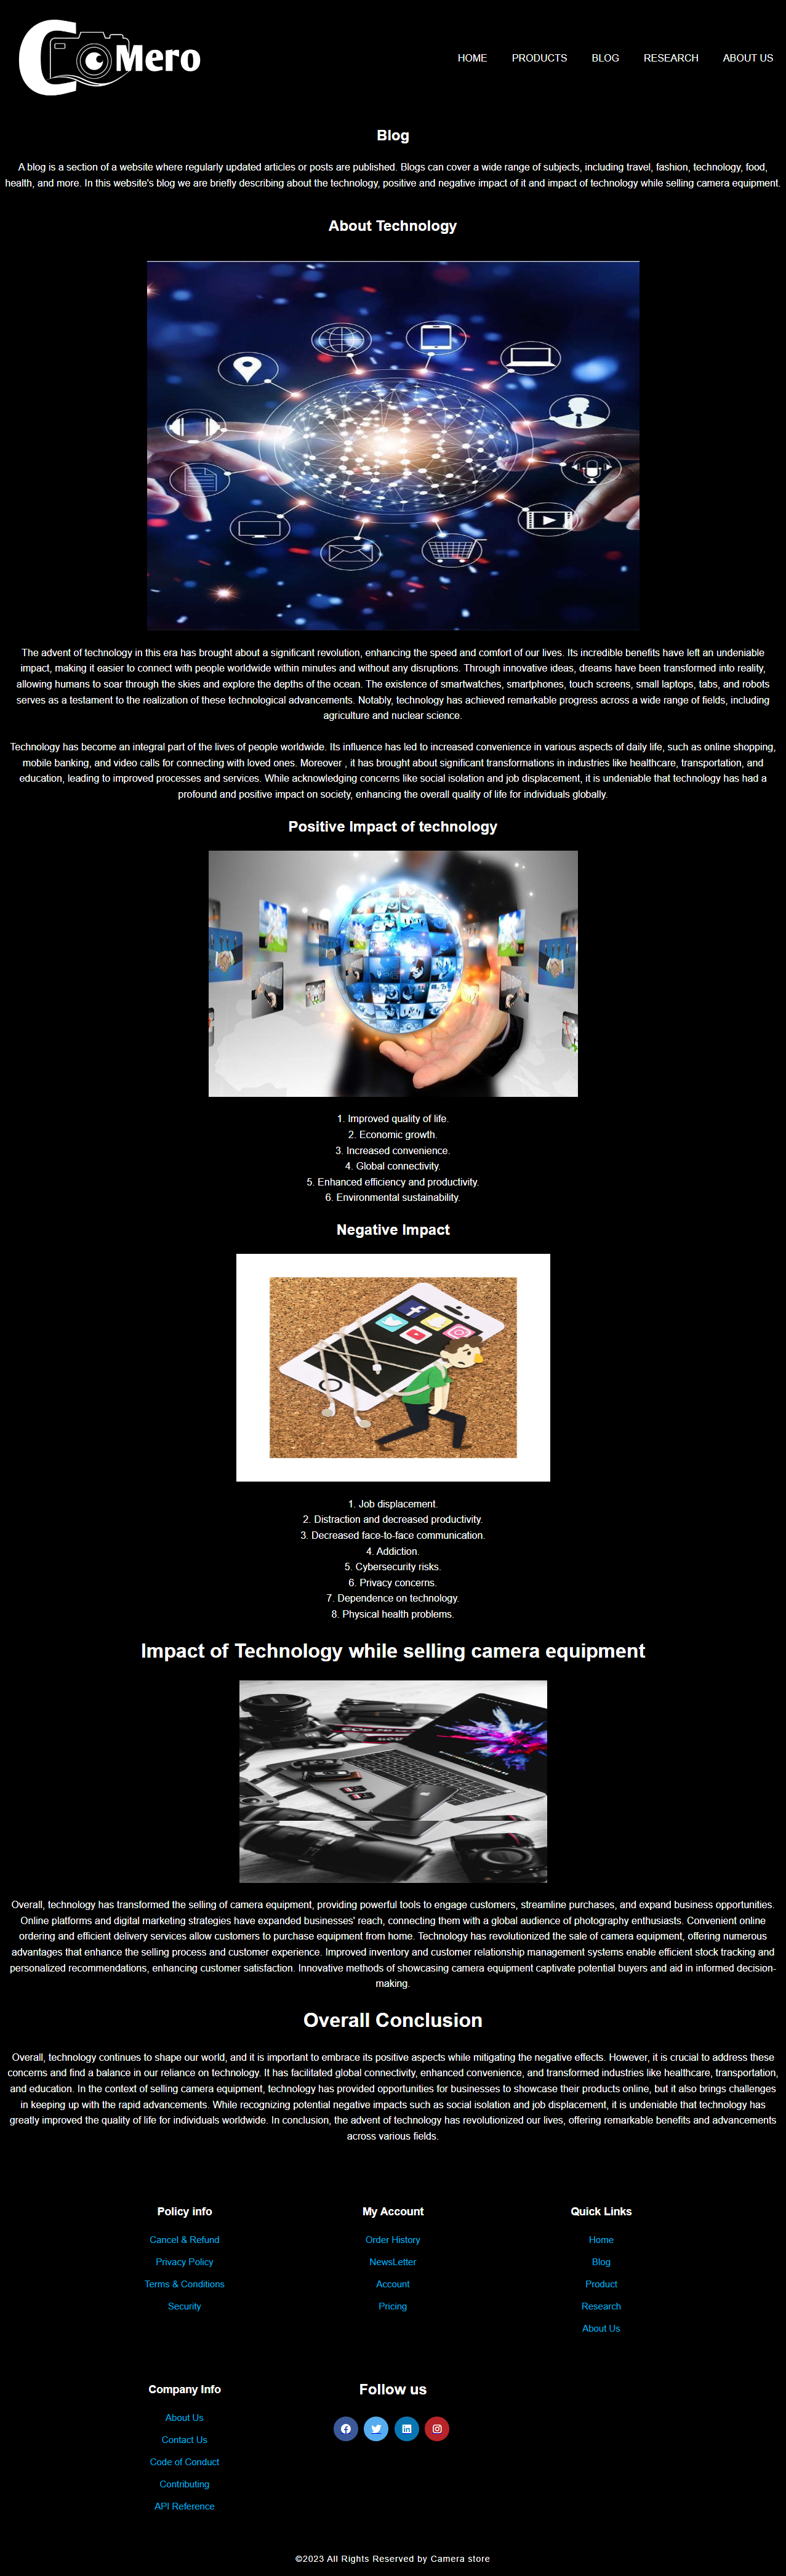 C Mero
HOME PRODUCTS BLOG RESEARCH ABOUT US
Blog
A blog is a section of a website where regularly updated articles or posts are published. Blogs can cover a wide range of subjects, including travel, fashion, technology, food,
health, and more. In this website's blog we are briefly describing about the technology, positive and negative impact of it and impact of technology while selling camera equipment.
About Technology
The advent of technology in this era has brought about a significant revolution, enhancing the speed and comfort of our lives. Its incredible benefits have left an undeniable
impact, making it easier to connect with people worldwide within minutes and without any disruptions. Through innovative ideas, dreams have been transformed into reality,
allowing humans to soar through the skies and explore the depths of the ocean. The existence of smartwatches, smartphones, touch screens, small laptops, tabs, and robots
serves as a testament to the realization of these technological advancements. Notably, technology has achieved remarkable progress across a wide range of fields, including
agriculture and nuclear science.
Technology has become an integral part of the lives of people worldwide. Its influence has led to increased convenience in various aspects of daily life, such as online shopping,
mobile banking, and video calls for connecting with loved ones. Moreover , it has brought about significant transformations in industries like healthcare, transportation, and
education, leading to improved processes and services. While acknowledging concerns like social isolation and job displacement, it is undeniable that technology has had a
profound and positive impact on society, enhancing the overall quality of life for individuals globally.
Positive Impact of technology
1. Improved quality of life.
2. Economic growth.
3. Increased convenience.
4. Global connectivity.
5. Enhanced efficiency and productivity.
6. Environmental sustainability.
Negative Impact
1. Job displacement.
2. Distraction and decreased productivity.
3. Decreased face-to-face communication.
4. Addiction.
5. Cybersecurity risks.
6. Privacy concerns.
7. Dependence on technology.
8. Physical health problems.
Impact of Technology while selling camera equipment
Overall, technology has transformed the selling of camera equipment, providing powerful tools to engage customers, streamline purchases, and expand business opportunities.
Online platforms and digital marketing strategies have expanded businesses' reach, connecting them with a global audience of photography enthusiasts. Convenient online
ordering and efficient delivery services allow customers to purchase equipment from home. Technology has revolutionized the sale of camera equipment, offering numerous
advantages that enhance the selling process and customer experience. Improved inventory and customer relationship management systems enable efficient stock tracking and
personalized recommendations, enhancing customer satisfaction. Innovative methods of showcasing camera equipment captivate potential buyers and aid in informed decision-
making.
Overall Conclusion
Overall, technology continues to shape our world, and it is important to embrace its positive aspects while mitigating the negative effects. However, it is crucial to address these
concerns and find a balance in our reliance on technology. It has facilitated global connectivity, enhanced convenience, and transformed industries like healthcare, transportation,
and education. In the context of selling camera equipment, technology has provided opportunities for businesses to showcase their products online, but it also brings challenges
in keeping up with the rapid advancements. While recognizing potential negative impacts such as social isolation and job displacement, it is undeniable that technology has
greatly improved the quality of life for individuals worldwide. In conclusion, the advent of technology has revolutionized our lives, offering remarkable benefits and advancements
across various fields.
Policy info
Cancel & Refund
Privacy Policy
Terms & Conditions
Security
My Account
Order History
NewsLetter
Account
Pricing
Quick Links
Home
Blog
Product
Research
About Us
Company Info
About Us
Contact Us
Code of Conduct
Contributing
API Reference
Follow us
©2023 All Rights Reserved by Camera store